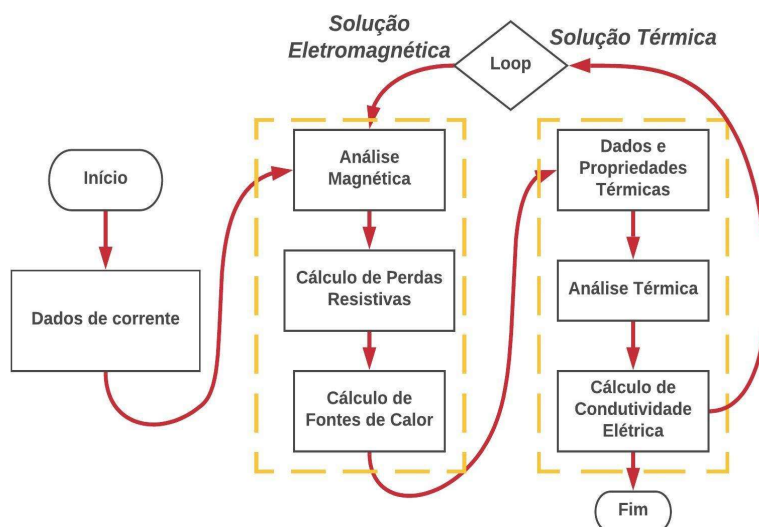 Solução
Eletromagnética
Loop
Solução Térmica
Início
Dados de corrente
Análise
Magnética
Cálculo de Perdas
Resistivas
Cálculo de
Fontes de Calor
Dados e
Propriedades
Térmicas
Análise Térmica
Cálculo de
Condutividade
Elétrica
Fim